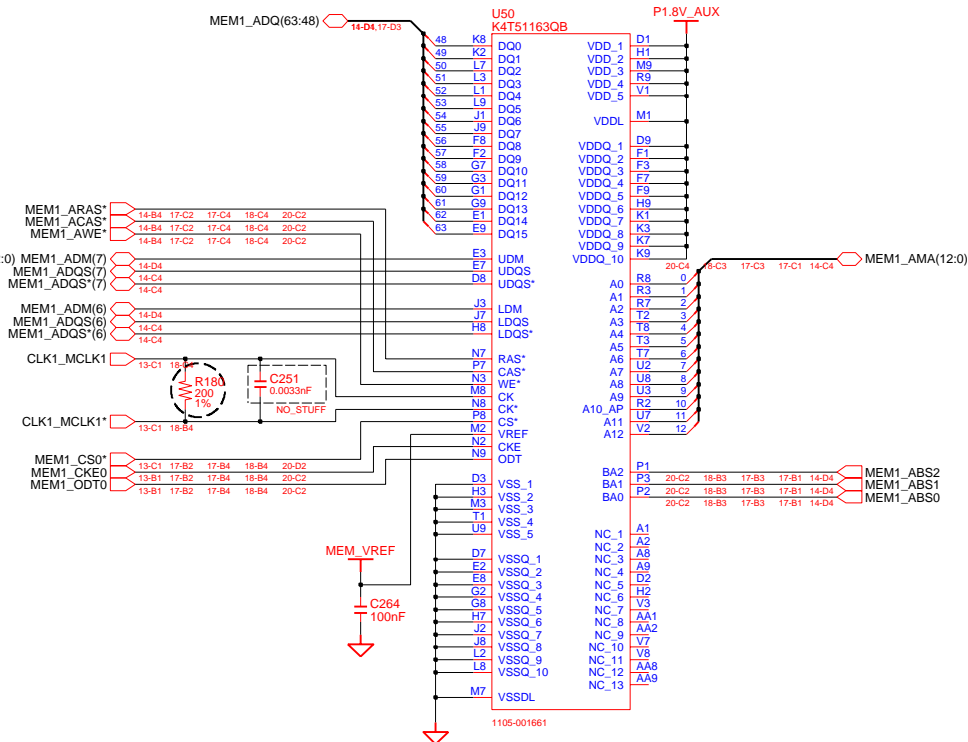 U50
K4T51163QB
P1.8V_AUX
MEM1_ADQ(63:48)
14-D4,17-D3
48 K8 DQ0 VDD_1 D1
49 K2 DQ1 VDD_2 H1
50 L7 DQ2 VDD_3 M9
51 L3 DQ3 VDD_4 R9
52 L1 DQ4 VDD_5 V1
53 L9 DQ5
54 J1 DQ6 VDDL M1
55 J9 DQ7
56 F8 DQ8 VDDQ_1 D9
57 F2 DQ9 VDDQ_2 F1
58 G7 DQ10 VDDQ_3 F3
59 G3 DQ11 VDDQ_4 F7
60 G1 DQ12 VDDQ_5 F9
61 G9 DQ13 VDDQ_6 H9
62 E1 DQ14 VDDQ_7 K1
63 E9 DQ15 VDDQ_8 K3
VDDQ_9 K7
VDDQ_10 K9
MEM1_ARAS*
14-B4 17-C2 17-C4 18-C4 20-C2
MEM1_ACAS*
14-B4 17-C2 17-C4 18-C4 20-C2
MEM1_AWE*
14-B4 17-C2 17-C4 18-C4 20-C2
:0) MEM1_ADM(7) E3 UDM
14-D4
MEM1_ADQS(7) E7 UDQS
14-C4
MEM1_ADQS*(7) D8 UDQS*
14-C4
MEM1_ADM(6) J3 LDM
14-D4
MEM1_ADQS(6) J7 LDQS
14-C4
MEM1_ADQS*(6) H8 LDQS*
14-C4
20-C4 18-C3 17-C3 17-C1 14-C4
MEM1_AMA(12:0)
A0 R8 0
A1 R3 1
A2 R7 2
A3 T2 3
A4 T8 4
A5 T3 5
A6 T7 6
A7 U2 7
A8 U8 8
A9 U3 9
A10_AP R2 10
A11 U7 11
A12 V2 12
CLK1_MCLK1
13-C1 18-C4
R180
200
1%
C251
0.0033nF
NO_STUFF
CLK1_MCLK1*
13-C1 18-B4
N7 RAS*
P7 CAS*
N3 WE*
M8 CK
N8 CK*
P8 CS*
M2 VREF
N2 CKE
N9 ODT
MEM1_CS0*
13-C1 17-B2 17-B4 18-B4 20-D2
MEM1_CKE0
13-B1 17-B2 17-B4 18-B4 20-C2
MEM1_ODT0
13-B1 17-B2 17-B4 18-B4 20-C2
BA2 P1 MEM1_ABS2
20-C2 18-B3 17-B3 17-B1 14-D4
BA1 P3 MEM1_ABS1
20-C2 18-B3 17-B3 17-B1 14-D4
BA0 P2 MEM1_ABS0
20-C2 18-B3 17-B3 17-B1 14-D4
D3 VSS_1
H3 VSS_2
M3 VSS_3
T1 VSS_4
U9 VSS_5
D7 VSSQ_1
E2 VSSQ_2
E8 VSSQ_3
G2 VSSQ_4
G8 VSSQ_5
H7 VSSQ_6
J2 VSSQ_7
J8 VSSQ_8
L2 VSSQ_9
L8 VSSQ_10
M7 VSSDL
NC_1 A1
NC_2 A2
NC_3 A8
NC_4 A9
NC_5 D2
NC_6 H2
NC_7 V3
NC_8 AA1
NC_9 AA2
NC_10 V7
NC_11 V8
NC_12 AA8
NC_13 AA9
MEM_VREF
C264
100nF
1105-001661